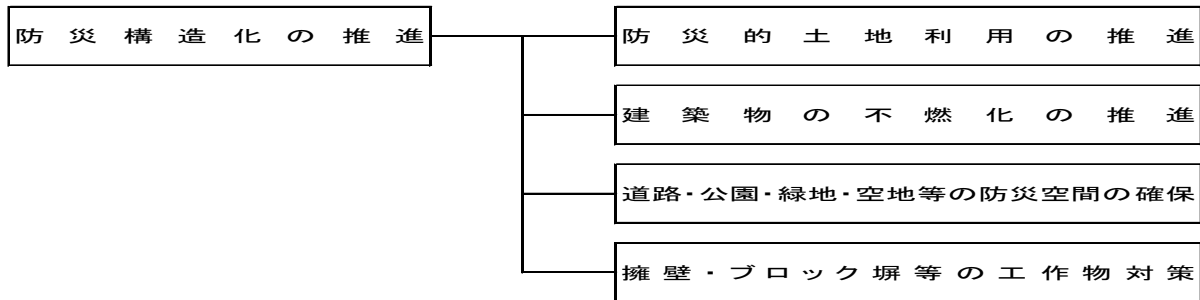 防災構造化の推進
防災的土地利用の推進
建築物の不燃化の推進
道路・公園・緑地・空地等の防災空間の確保
擁壁・ブロック塀等の工作物対策